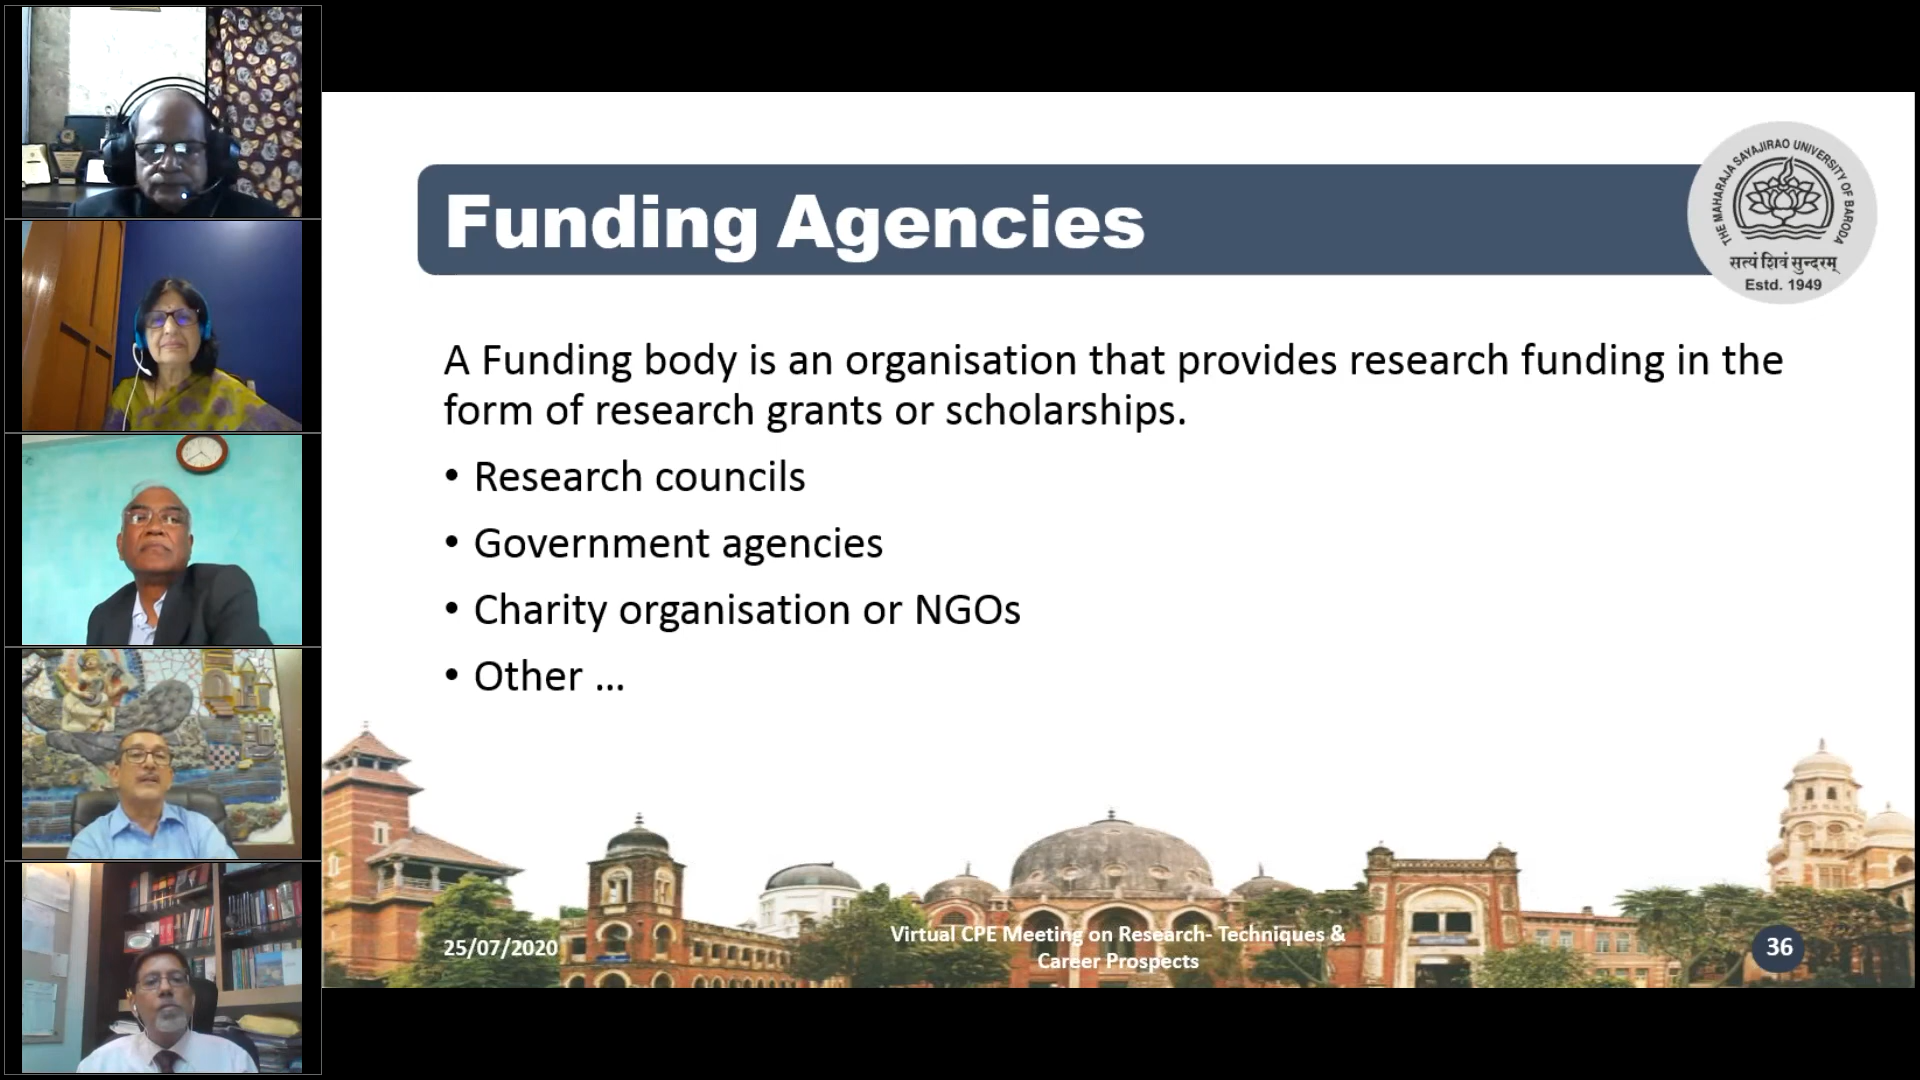 Funding Agencies
THE MAHARAJA SAYAJIRAO UNIVERSITY OF BARODA
सत्यं शिवं सुन्दरम्
Estd. 1949
A Funding body is an organisation that provides research funding in the
form of research grants or scholarships.
• Research councils
• Government agencies
• Charity organisation or NGOs
• Other ...
25/07/2020
Virtual CPE Meeting on Research- Techniques &
Career Prospects
36